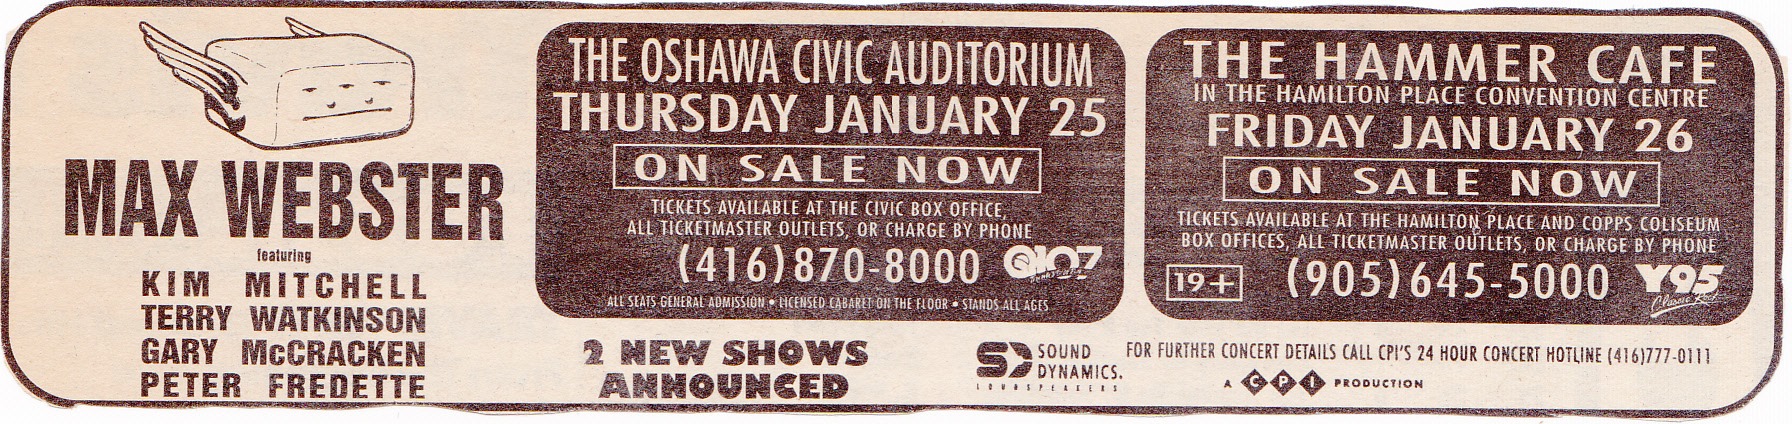 MAX WEBSTER
featuring
KIM MITCHELL
TERRY WATKINSON
GARY McCRACKEN
PETER FREDETTE
THE OSHAWA CIVIC AUDITORIUM
THURSDAY JANUARY 25
ON SALE NOW
TICKETS AVAILABLE AT THE CIVIC BOX OFFICE,
ALL TICKETMASTER OUTLETS, OR CHARGE BY PHONE
(416)870-8000 Q107
ALL SEATS GENERAL ADMISSION • LICENSED CABARET ON THE FLOOR • STANDS ALL AGES
THE HAMMER CAFE
IN THE HAMILTON PLACE CONVENTION CENTRE
FRIDAY JANUARY 26
ON SALE NOW
TICKETS AVAILABLE AT THE HAMILTON PLACE AND COPPS COLISEUM
BOX OFFICES, ALL TICKETMASTER OUTLETS, OR CHARGE BY PHONE
19+ (905)645-5000 Y95
Classic Rock
2 NEW SHOWS
ANNOUNCED
SD SOUND
DYNAMICS.
LOUDSPEAKERS
FOR FURTHER CONCERT DETAILS CALL CPI'S 24 HOUR CONCERT HOTLINE (416)777-0111
A CPI PRODUCTION